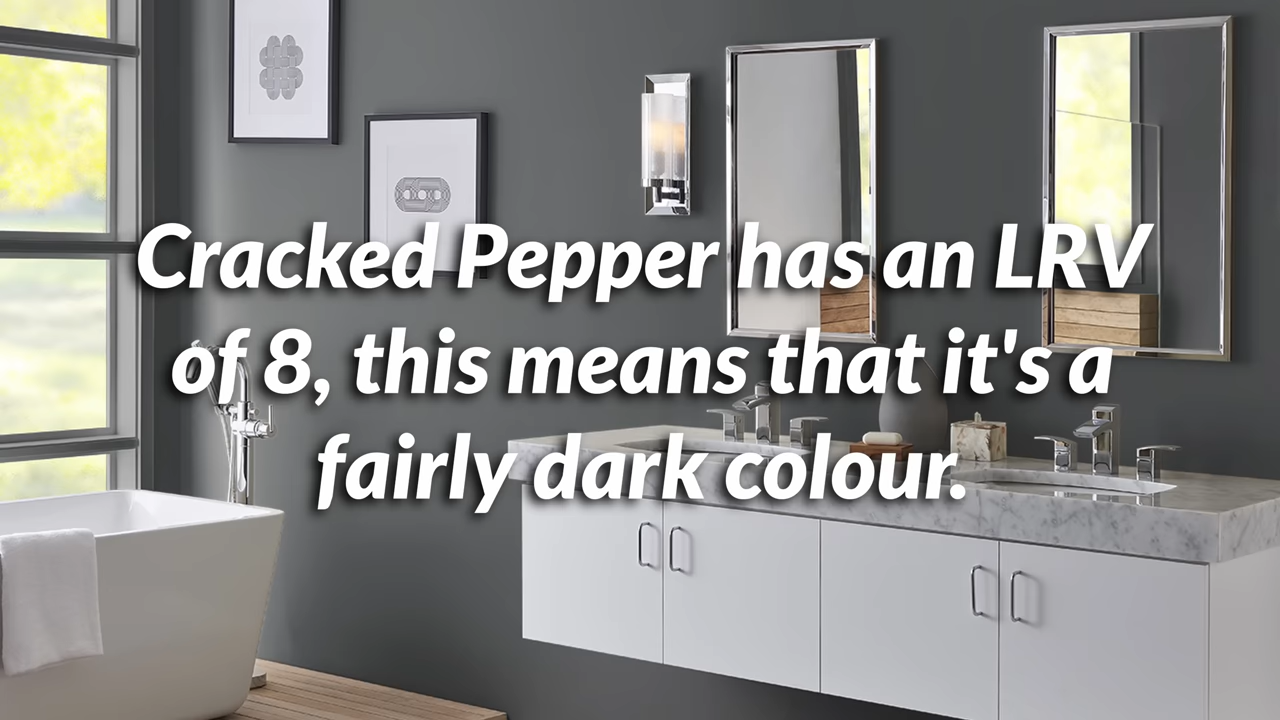 Cracked Pepper has an LRV
of 8, this means that it's a
fairly dark colour.